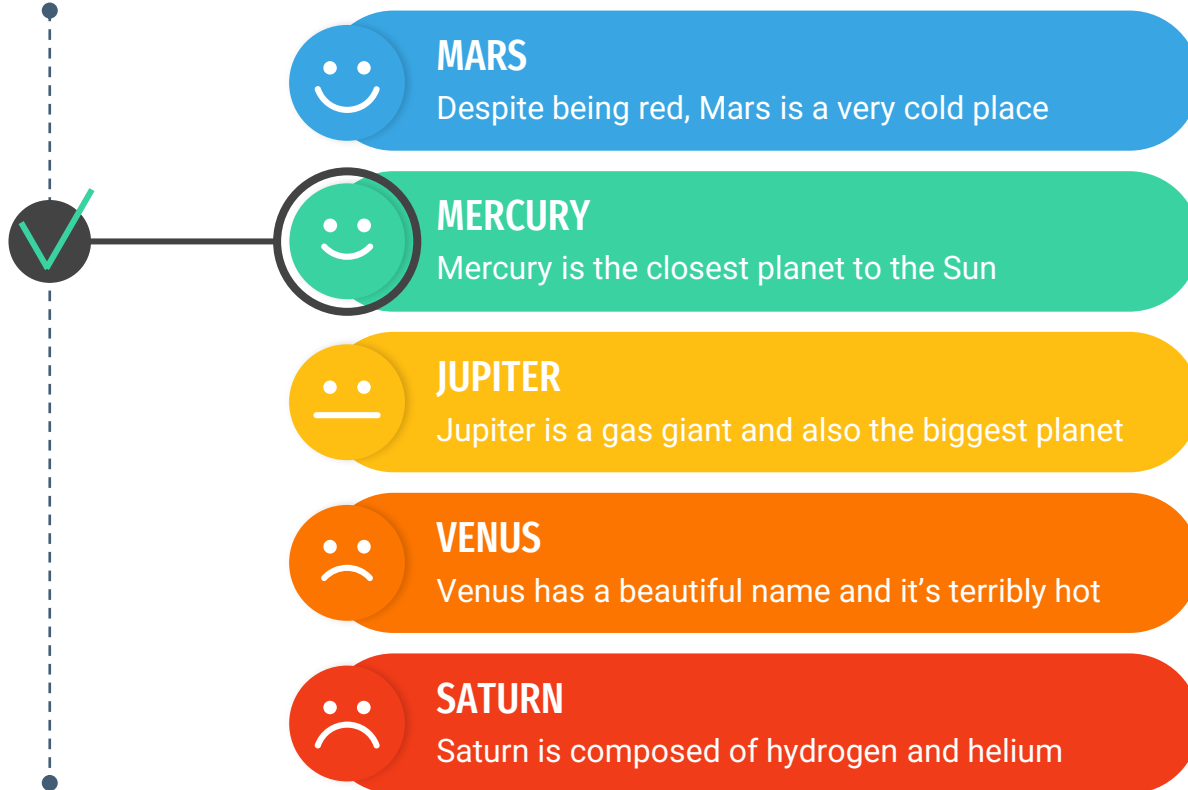 MARS
Despite being red, Mars is a very cold place
MERCURY
Mercury is the closest planet to the Sun
JUPITER
Jupiter is a gas giant and also the biggest planet
VENUS
Venus has a beautiful name and it’s terribly hot
SATURN
Saturn is composed of hydrogen and helium